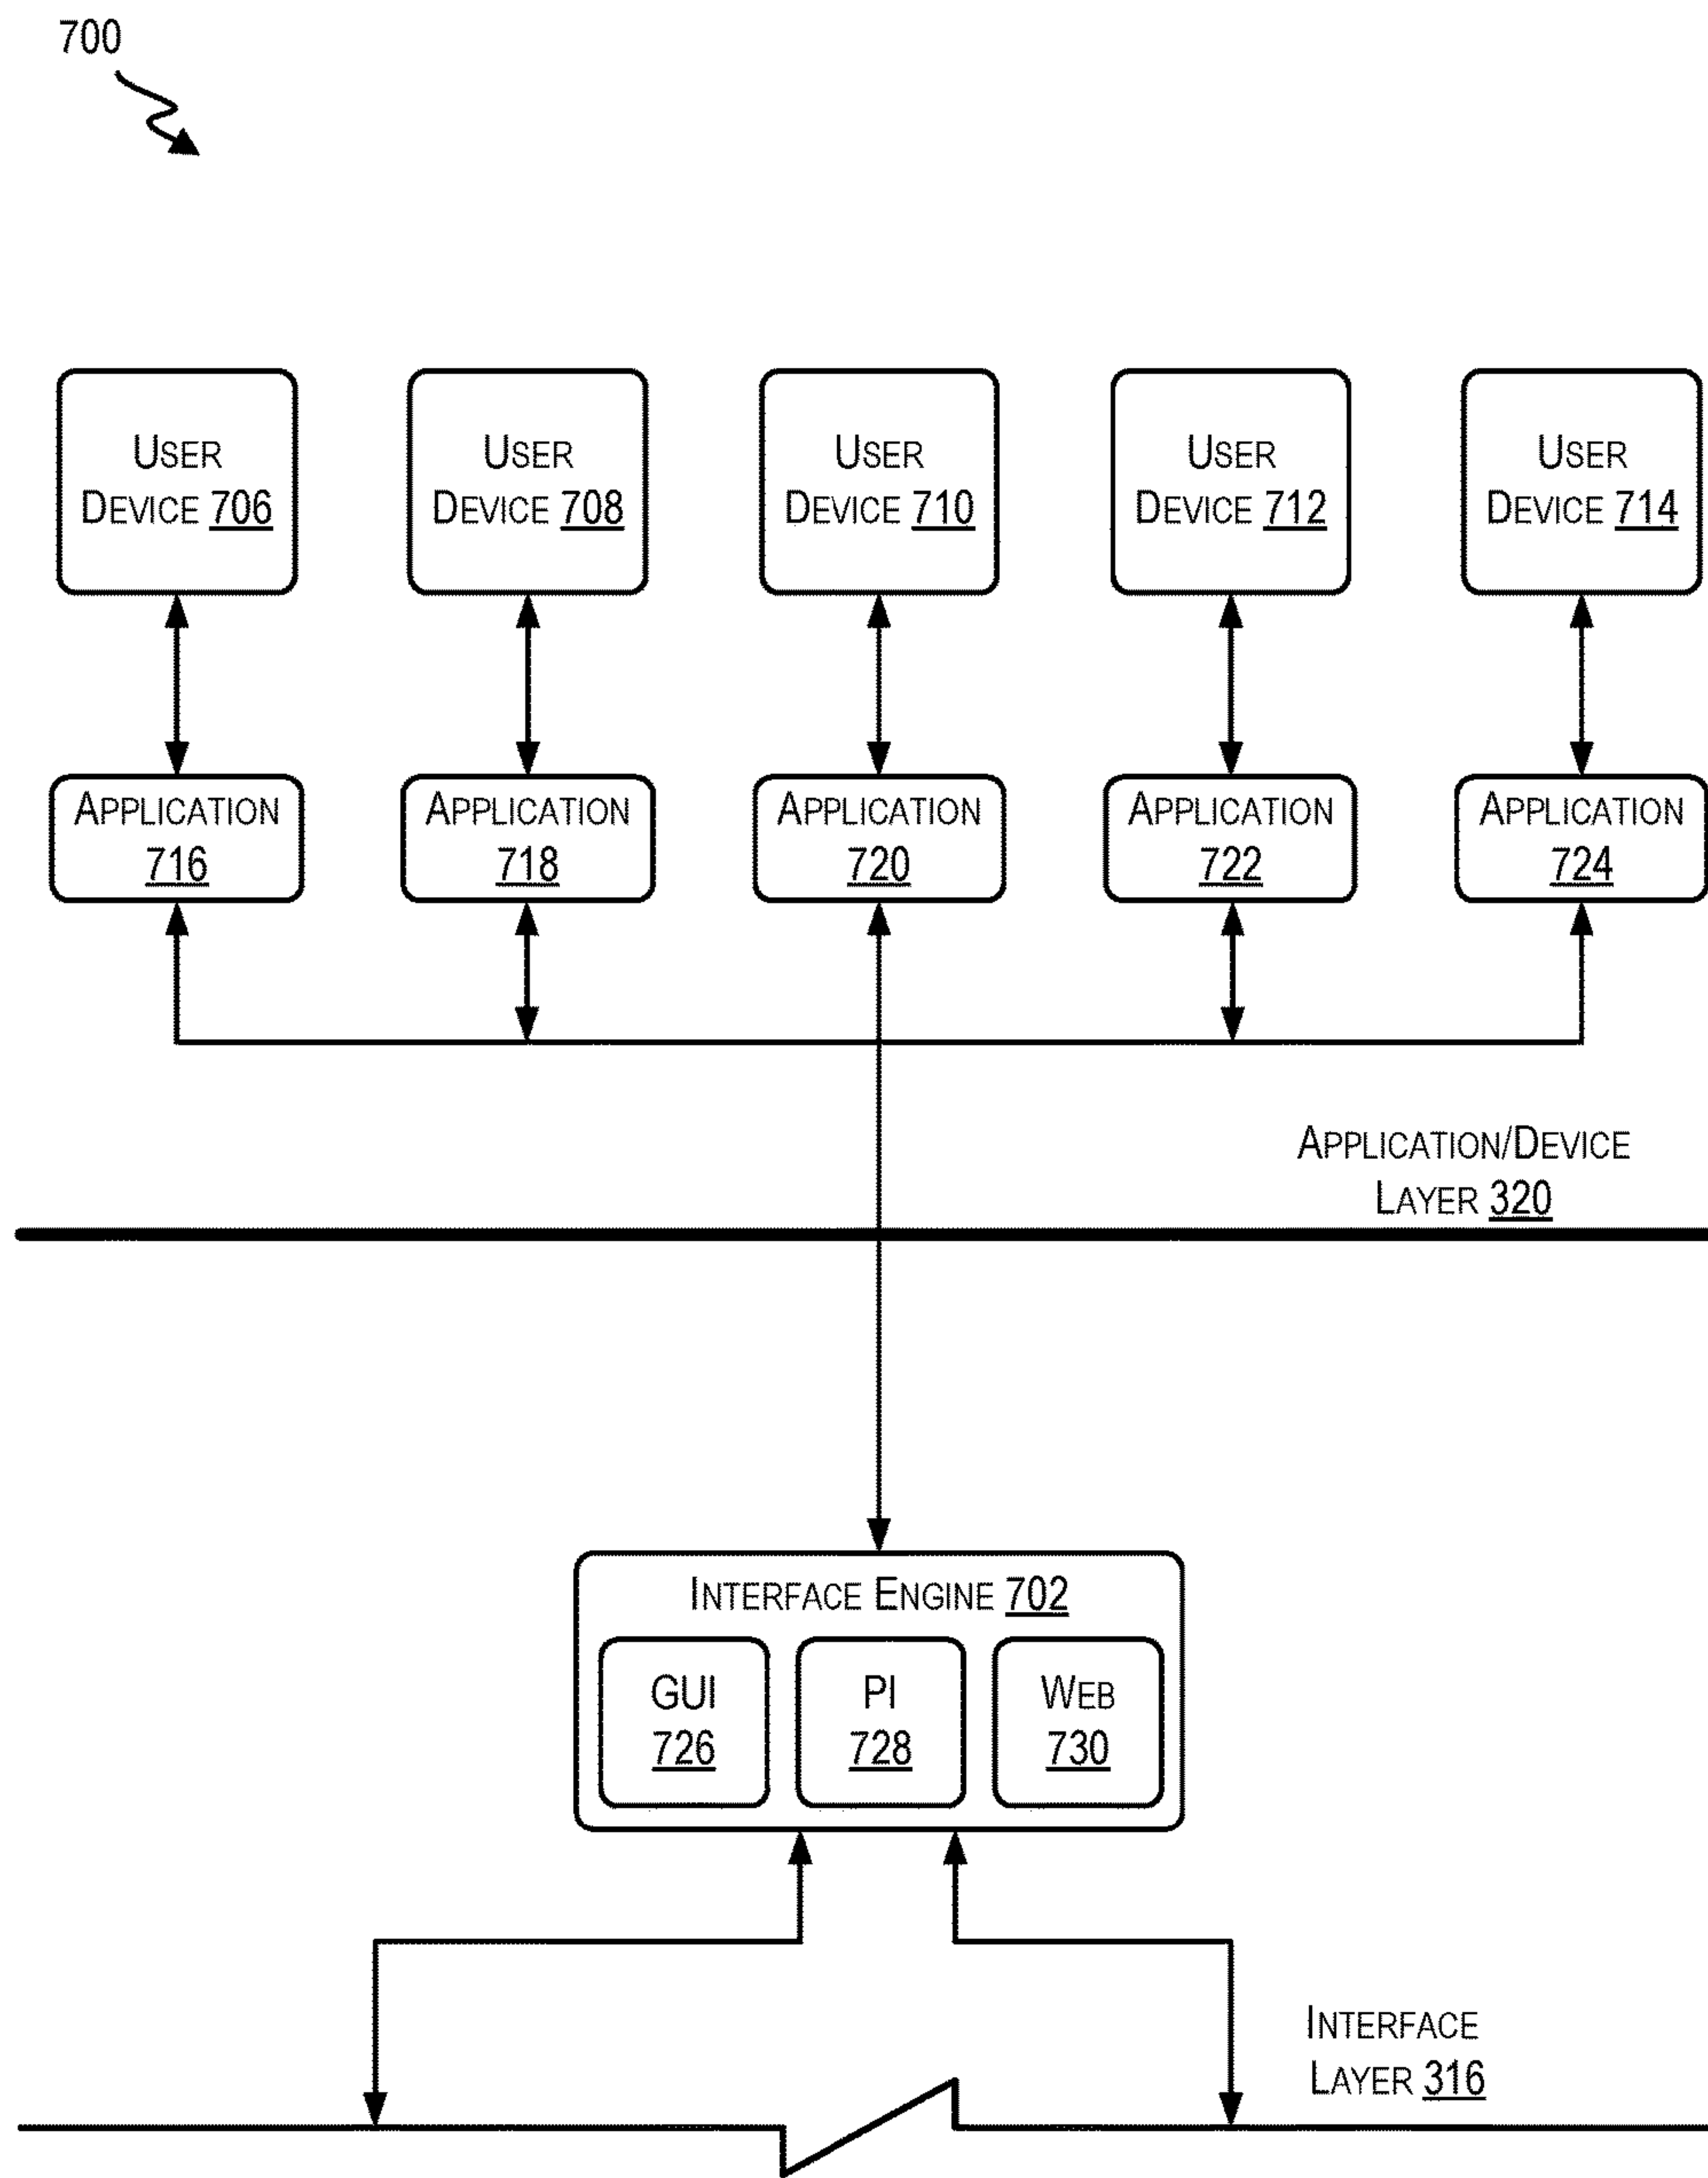 700
USER
DEVICE 706
USER
DEVICE 708
USER
DEVICE 710
USER
DEVICE 712
USER
DEVICE 714
APPLICATION
716
APPLICATION
718
APPLICATION
720
APPLICATION
722
APPLICATION
724
APPLICATION/DEVICE
LAYER 320
INTERFACE ENGINE 702
GUI
726
PI
728
WEB
730
INTERFACE
LAYER 316